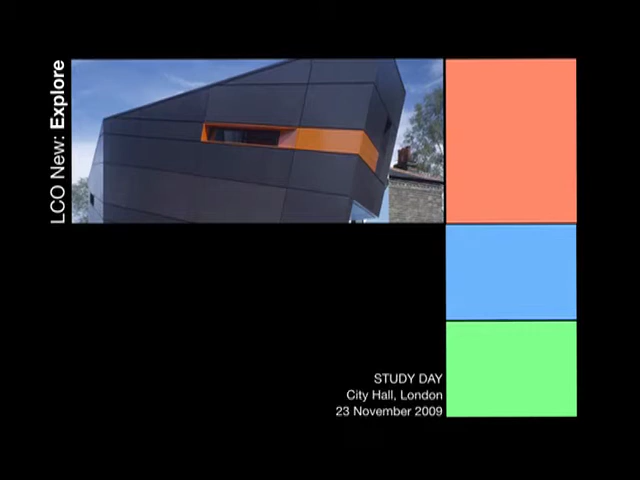 LCO New: Explore
STUDY DAY
City Hall, London
23 November 2009